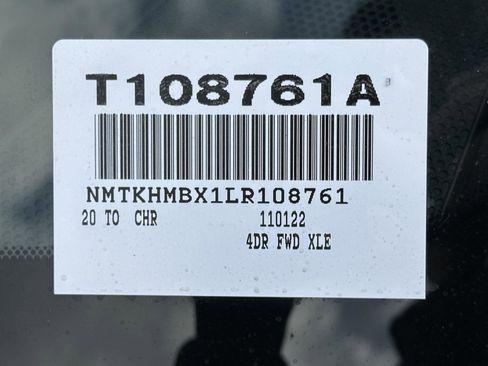 T108761A
NMTKHMBX1LR108761
20 TO CHR 110122
4DR FWD XLE